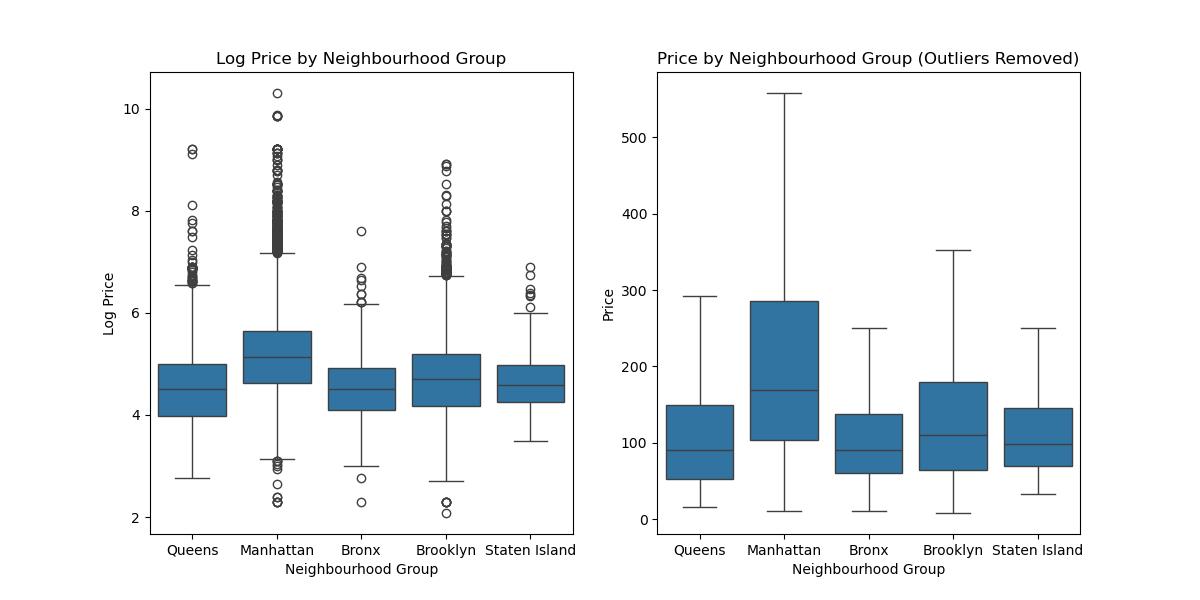 Log Price by Neighbourhood Group
10
8
6
4
2
Log Price
Queens Manhattan Bronx Brooklyn Staten Island
Neighbourhood Group
Price by Neighbourhood Group (Outliers Removed)
500
400
300
200
100
0
Price
Queens Manhattan Bronx Brooklyn Staten Island
Neighbourhood Group